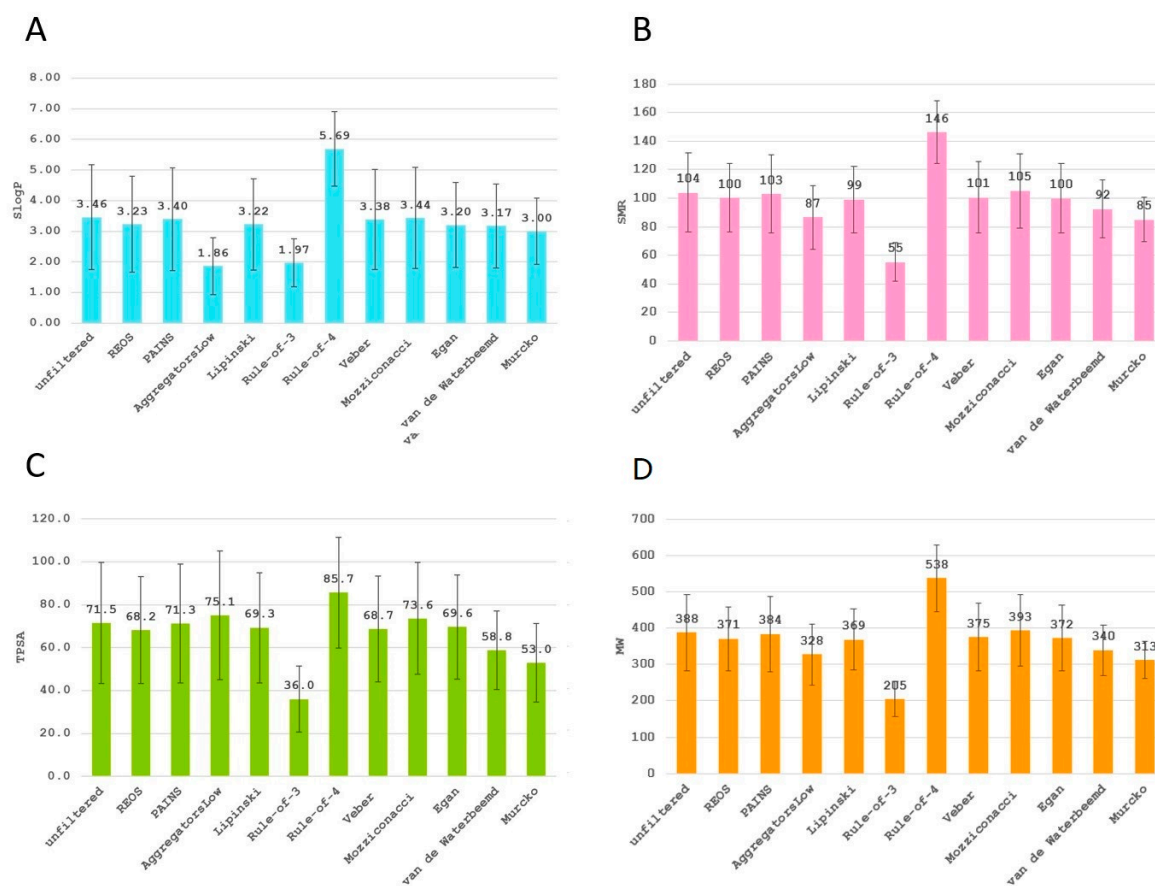 A
SlogP
8.00
7.00
6.00
5.00
4.00
3.00
2.00
1.00
0.00
3.46
3.23
3.40
1.86
3.22
1.97
5.69
3.38
3.44
3.20
3.17
3.00
unfiltered
REOS
PAINS
AggregatorsLow
Lipinski
Rule-of-3
Rule-of-4
Veber
Mozziconacci
Egan
van de Waterbeemd
Murcko
B
SMR
180
160
140
120
100
80
60
40
20
0
104
100
103
87
99
55
146
101
105
100
92
85
unfiltered
REOS
PAINS
AggregatorsLow
Lipinski
Rule-of-3
Rule-of-4
Veber
Mozziconacci
Egan
van de Waterbeemd
Murcko
C
TPSA
120.0
100.0
80.0
60.0
40.0
20.0
0.0
71.5
68.2
71.3
75.1
69.3
36.0
85.7
68.7
73.6
69.6
58.8
53.0
unfiltered
REOS
PAINS
AggregatorsLow
Lipinski
Rule-of-3
Rule-of-4
Veber
Mozziconacci
Egan
van de Waterbeemd
Murcko
D
MW
700
600
500
400
300
200
100
0
388
371
384
328
369
205
538
375
393
372
340
313
unfiltered
REOS
PAINS
AggregatorsLow
Lipinski
Rule-of-3
Rule-of-4
Veber
Mozziconacci
Egan
van de Waterbeemd
Murcko